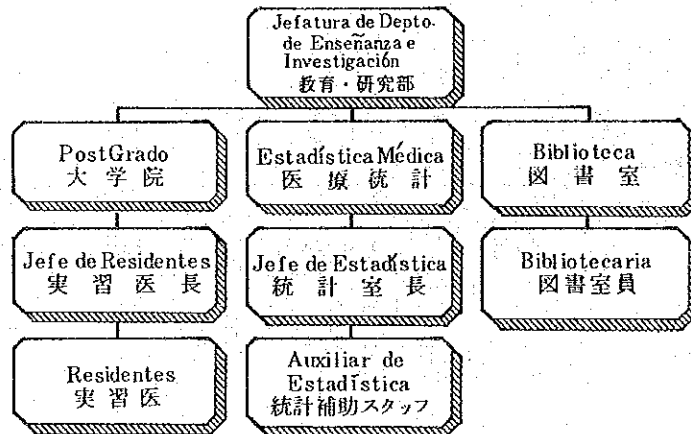 Jefatura de Depto.
de Enseñanza e
Investigación
教育・研究部
PostGrado
大学院
Estadística Médica
医療統計
Biblioteca
図書室
Jefe de Residentes
実習医長
Jefe de Estadística
統計室長
Bibliotecaria
図書室員
Residentes
実習医
Auxiliar de
Estadística
統計補助スタッフ